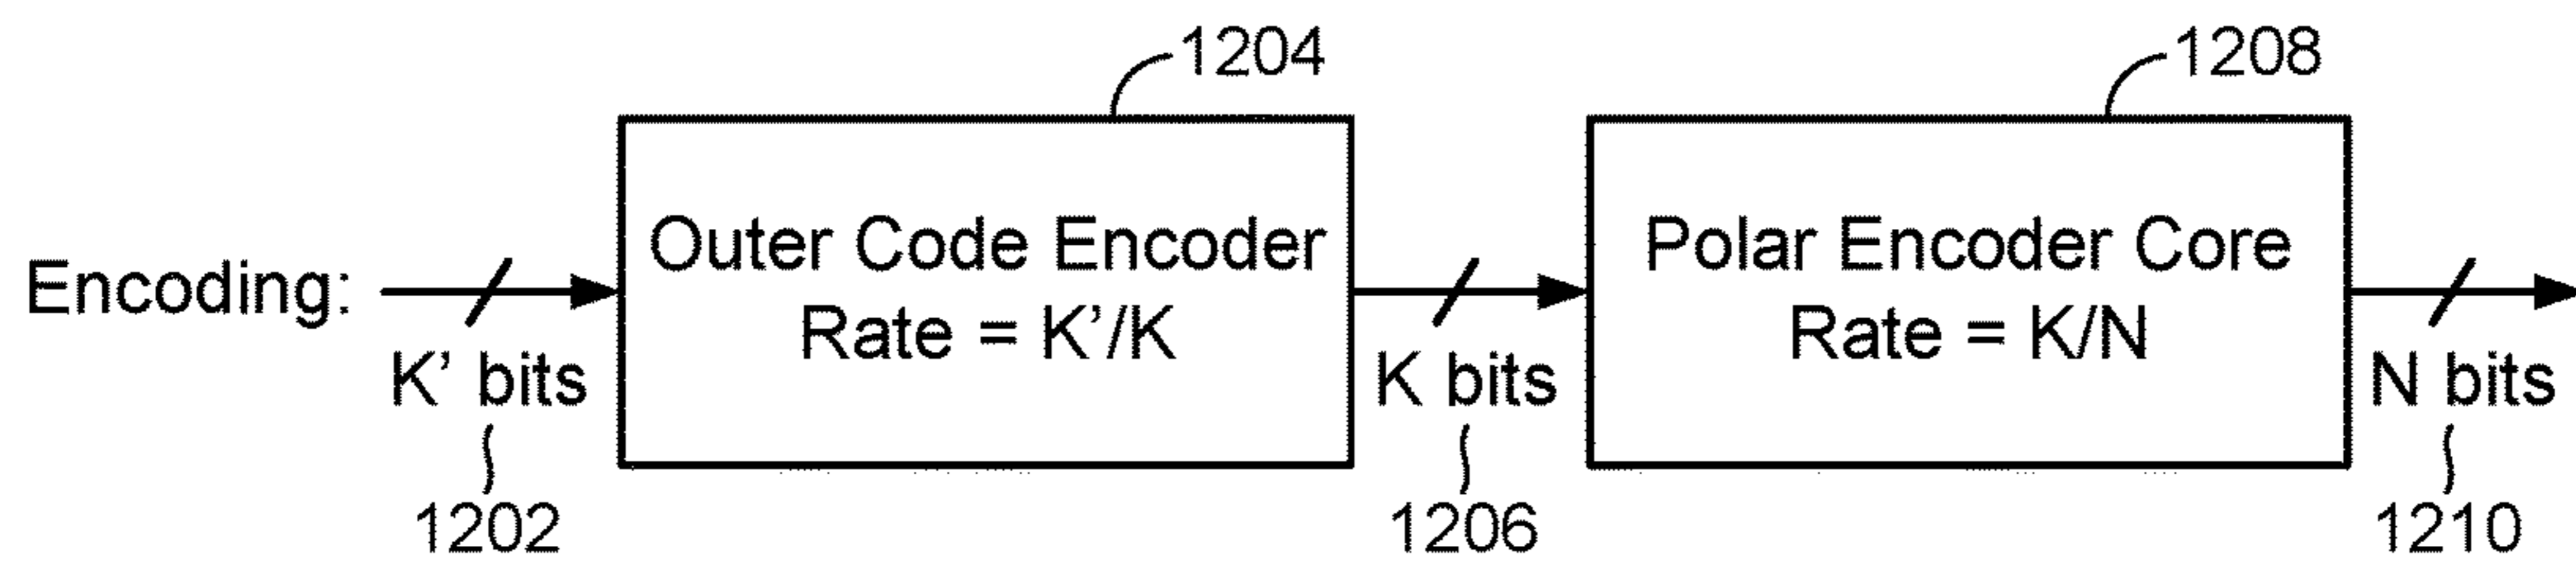 1204
1208
Outer Code Encoder
Rate = K’/K
Polar Encoder Core
Rate = K/N
Encoding:
K’ bits
K bits
N bits
1202
1206
1210